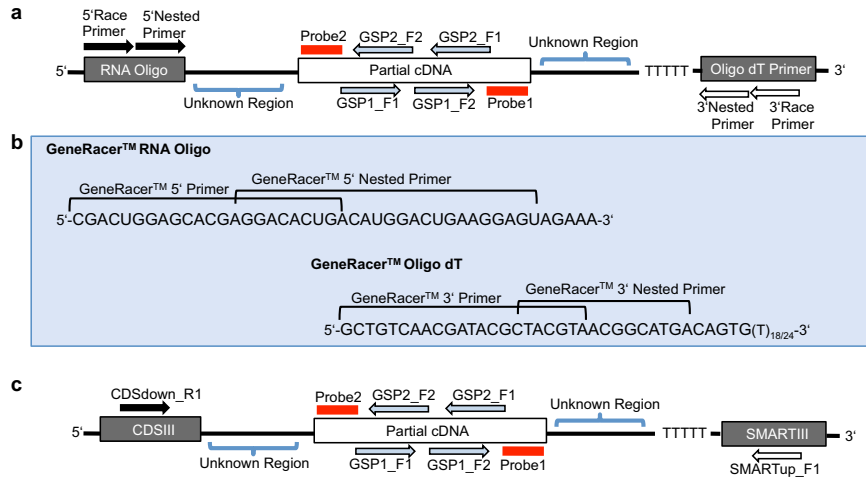 a
5‘Race Primer
5‘Nested Primer
Probe2
GSP2_F2
GSP2_F1
Unknown Region
5‘
RNA Oligo
Partial cDNA
TTTTT
Oligo dT Primer
3‘
Unknown Region
GSP1_F1
GSP1_F2
Probe1
3‘Nested Primer
3‘Race Primer
b
GeneRacer™ RNA Oligo
GeneRacer™ 5‘ Primer
GeneRacer™ 5‘ Nested Primer
5‘-CGACUGGAGCACGAGGACACUGACAUGGACUGAAGGAGUAGAAA-3‘
GeneRacer™ Oligo dT
GeneRacer™ 3‘ Primer
GeneRacer™ 3‘ Nested Primer
5‘-GCTGTCAACGATACGCTACGTAACGGCATGACAGTG(T)18/24-3‘
c
CDSdown_R1
Probe2
GSP2_F2
GSP2_F1
Unknown Region
5‘
CDSIII
Partial cDNA
TTTTT
SMARTIII
3‘
Unknown Region
GSP1_F1
GSP1_F2
Probe1
SMARTup_F1